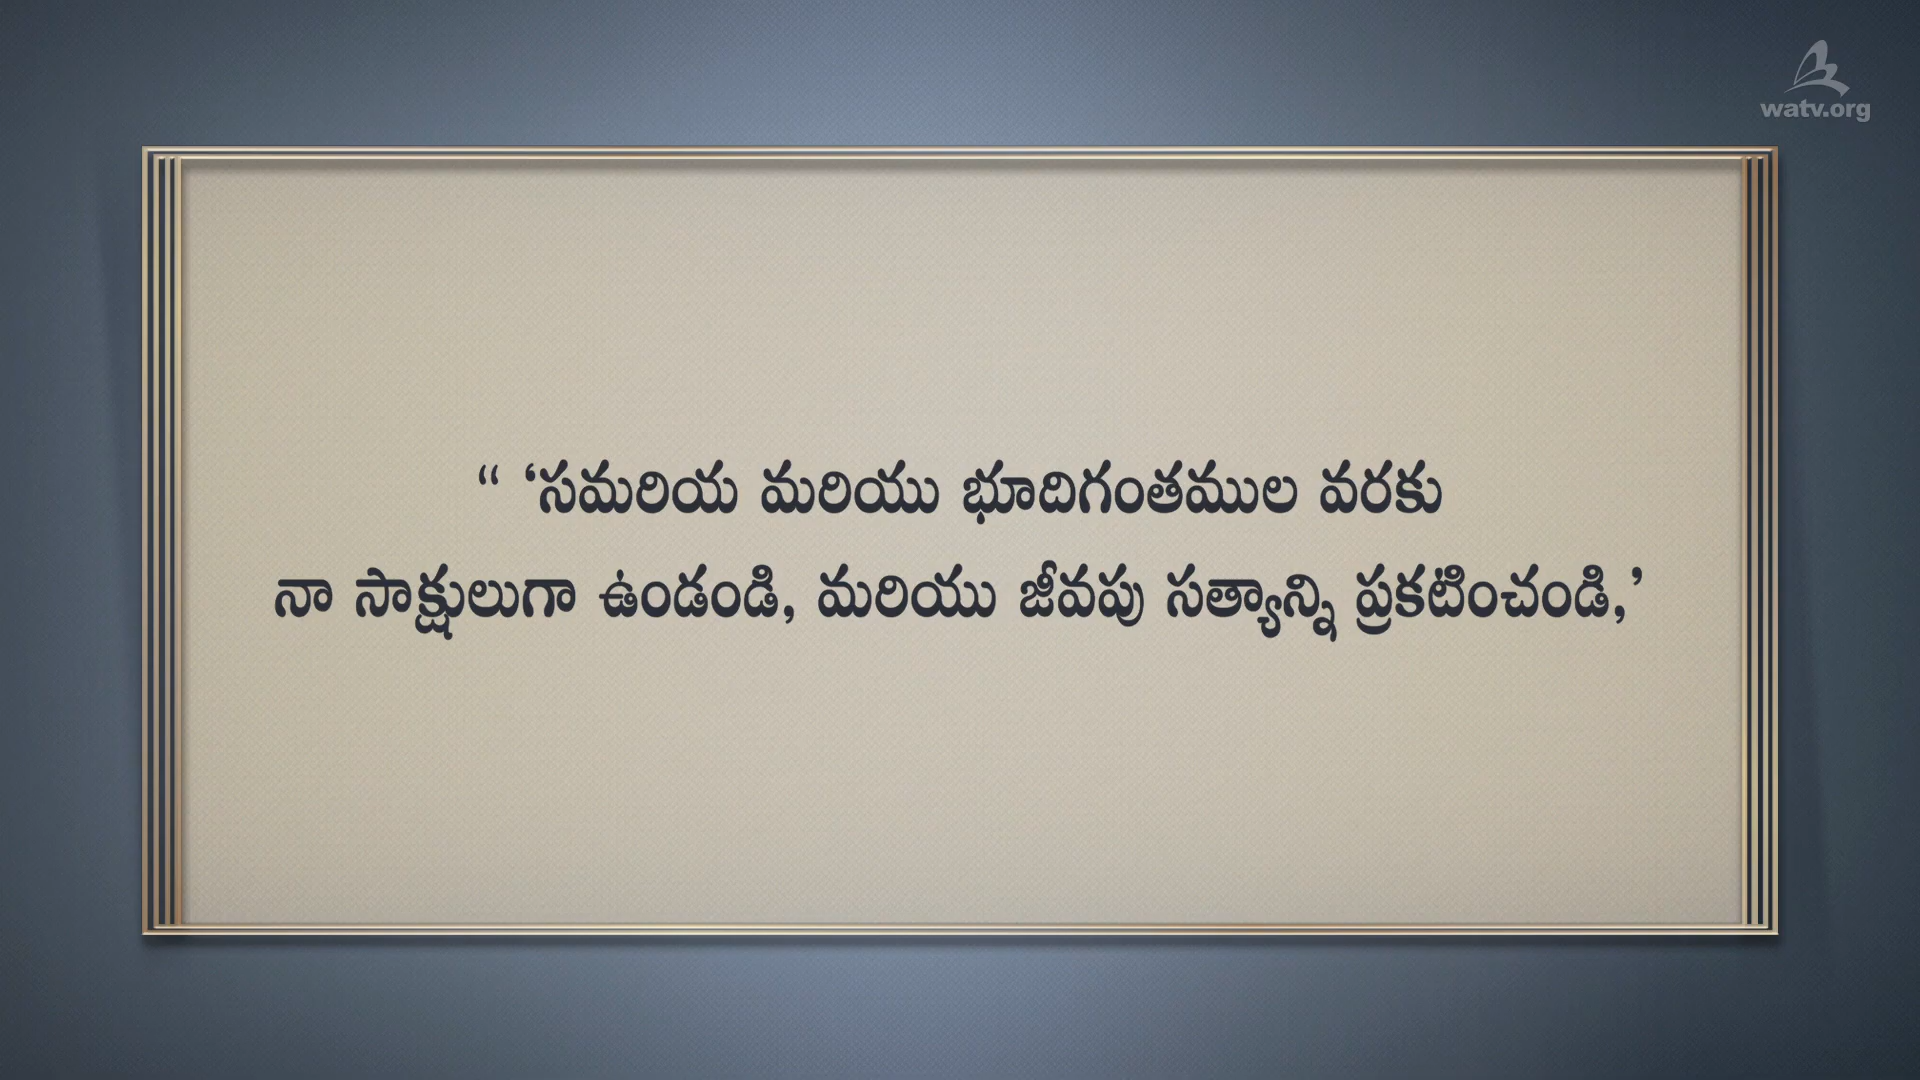 watv.org
“ ‘సమరియ మరియు భూదిగంతముల వరకు
నా సాక్షులుగా ఉండండి, మరియు జీవపు సత్యాన్ని ప్రకటించండి,’